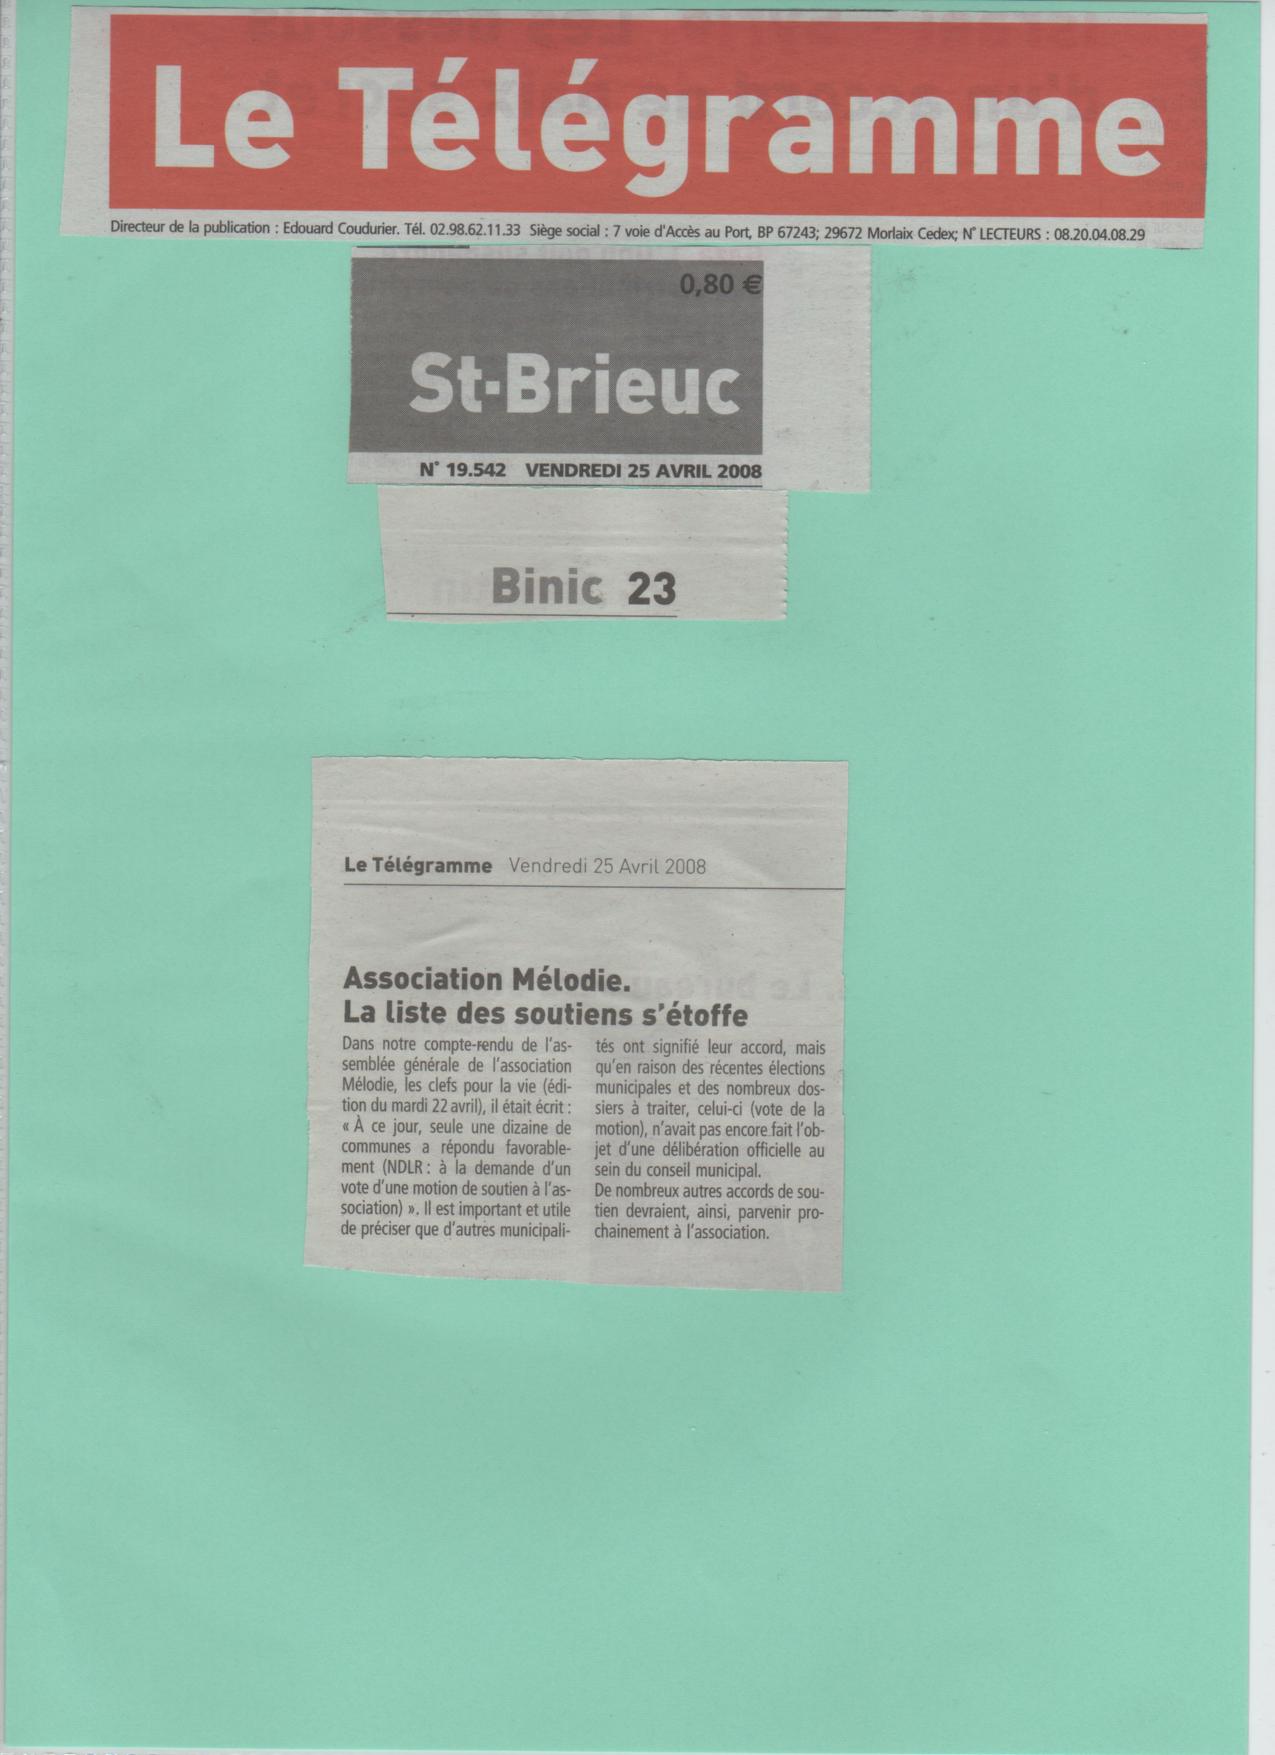 Le Télégramme
Directeur de la publication : Edouard Coudurier. Tél. 02.98.62.11.33 Siège social : 7 voie d'Accès au Port, BP 67243; 29672 Morlaix Cedex; N° LECTEURS : 08.20.04.08.29
0,80 €
St-Brieuc
N° 19.542 VENDREDI 25 AVRIL 2008
Binic 23
Le Télégramme Vendredi 25 Avril 2008
Association Mélodie.
La liste des soutiens s'étoffe
Dans notre compte-rendu de l'as-
semblée générale de l'association
Mélodie, les clefs pour la vie (édi-
tion du mardi 22 avril), il était écrit :
« À ce jour, seule une dizaine de
communes a répondu favorable-
ment (NDLR : à la demande d'un
vote d'une motion de soutien à l'as-
sociation) ». Il est important et utile
de préciser que d'autres municipali-
tés ont signifié leur accord, mais
qu'en raison des récentes élections
municipales et des nombreux dos-
siers à traiter, celui-ci (vote de la
motion), n'avait pas encore fait l'ob-
jet d'une délibération officielle au
sein du conseil municipal.
De nombreux autres accords de sou-
tien devraient, ainsi, parvenir pro-
chainement à l'association.